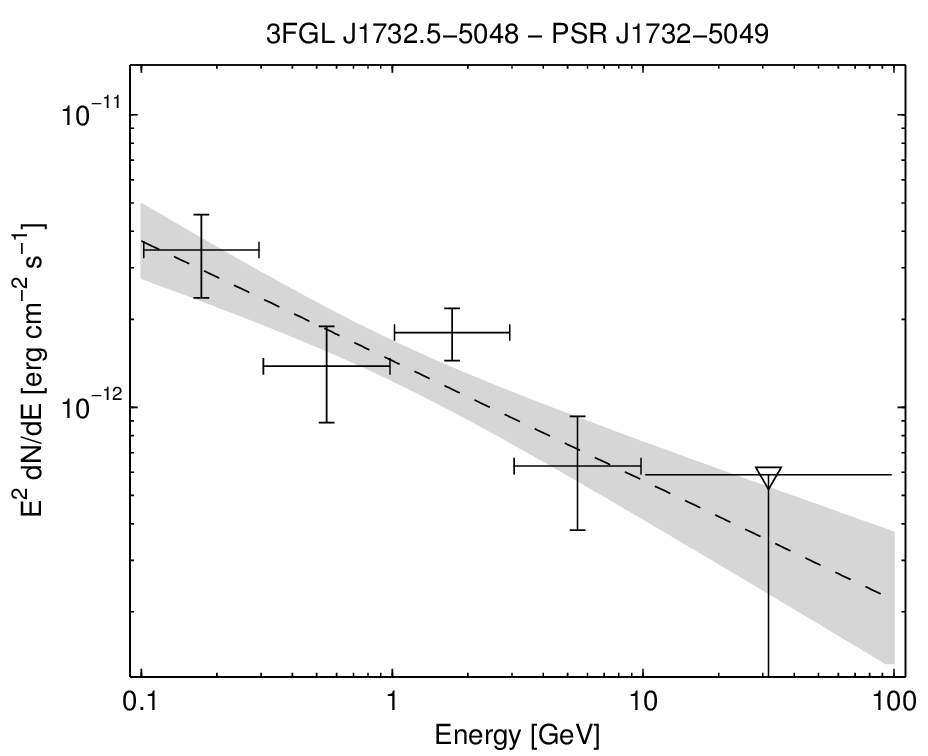 3FGL J1732.5−5048 − PSR J1732−5049
10⁻¹¹
10⁻¹²
E² dN/dE [erg cm⁻² s⁻¹]
0.1 1 10 100
Energy [GeV]